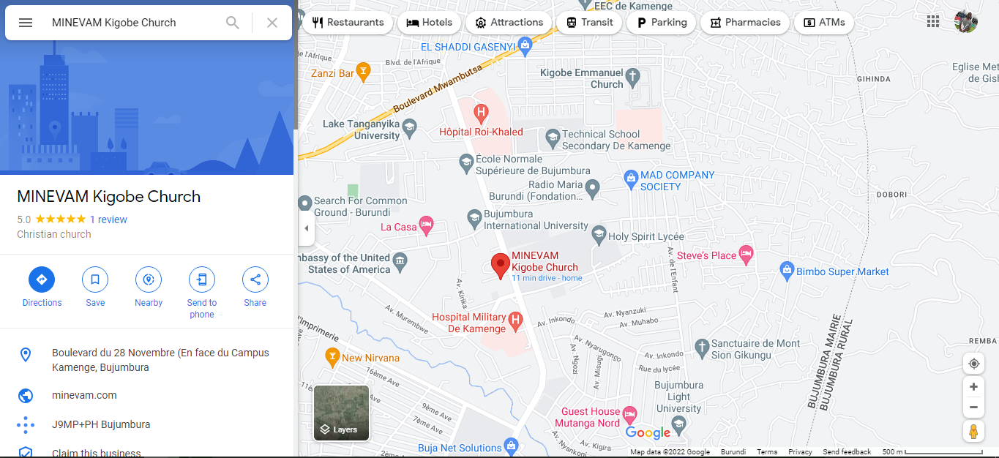 MINEVAM Kigobe Church
Restaurants
Hotels
Attractions
Transit
Parking
Pharmacies
ATMs
MINEVAM Kigobe Church
5.0 1 review
Christian church
Directions
Save
Nearby
Send to
phone
Share
Boulevard du 28 Novembre (En face du Campus
Kamenge, Bujumbura
minevam.com
J9MP+PH Bujumbura
Claim this business
EEC de Kamenge
EL SHADDI GASENYI
de l'Afrique
Blvd. de l'Afrique
Zanzi Bar
Boulevard Mwambutsa
Kigobe Emmanuel
Church
GIHINDA
Eglise Met
de Gish
Lake Tanganyika
University
H
Hôpital Roi-Khaled
Technical School
Secondary De Kamenge
École Normale
Supérieure de Bujumbura
Radio Maria
Burundi (Fondation...
MAD COMPANY
SOCIETY
DOBORI
Search For Common
Ground - Burundi
La Casa
Bujumbura
International University
Holy Spirit Lycée
mbassy of the United
States of America
MINEVAM
Kigobe Church
11 min drive - home
Av. de l'Enfant
Steve's Place
Bimbo Super Market
Av. Kirika
Av. Murembwe
Hospital Military
De Kamenge
H
Av. Inkondo
Av. Nyanzuki
Av. Muhabo
l'Imprimerie
New Nirvana
Av. Nyarugongo
Av. Ngozi
Av. Misugi
Av. Inkondo
Rue du lycée
Sanctuaire de Mont
Sion Gikungu
REMBA
BUJUMBURA MAIRIE
BUJUMBURA RURAL
16ème Ave
9ème Ave
7ème Ave
Bujumbura
Light
University
Guest House
Mutanga Nord
Av. Nyankoni
Av. Kigira
Buja Net Solutions
Layers
Google
Map data ©2022 Google
Burundi
Terms
Privacy
Send feedback
500 m